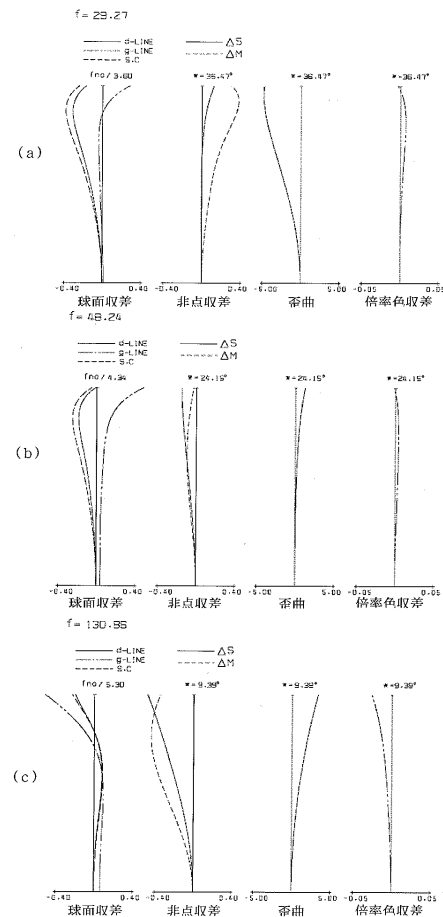 f = 29.27
d-LINE
g-LINE
S.C
ΔS
ΔM
fno/3.60
*=36.47°
*=36.47°
*=36.47°
(a)
-0.40 0.40
-0.40 0.40
-5.00 5.00
-0.05 0.05
球面収差 非点収差 歪曲 倍率色収差
f = 48.24
d-LINE
g-LINE
S.C
ΔS
ΔM
fno/4.34
*=24.15°
*=24.15°
*=24.15°
(b)
-0.40 0.40
-0.40 0.40
-5.00 5.00
-0.05 0.05
球面収差 非点収差 歪曲 倍率色収差
d-LINE
g-LINE
S.C
ΔS
ΔM
fno/5.30
*=9.39°
*=9.39°
*=9.39°
(c)
-0.40 0.40
-0.40 0.40
-5.00 5.00
-0.05 0.05
球面収差 非点収差 歪曲 倍率色収差